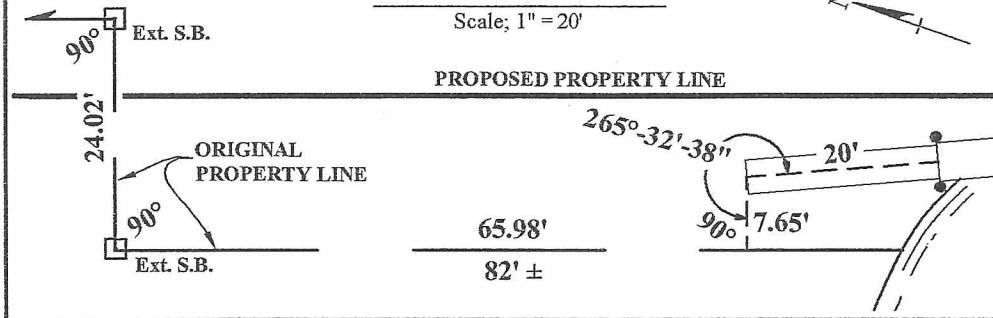 Scale; 1" = 20'
90°
Ext. S.B.
PROPOSED PROPERTY LINE
24.02'
265°-32'-38"
20'
ORIGINAL
PROPERTY LINE
90°
65.98'
90°
7.65'
Ext. S.B.
82' ±